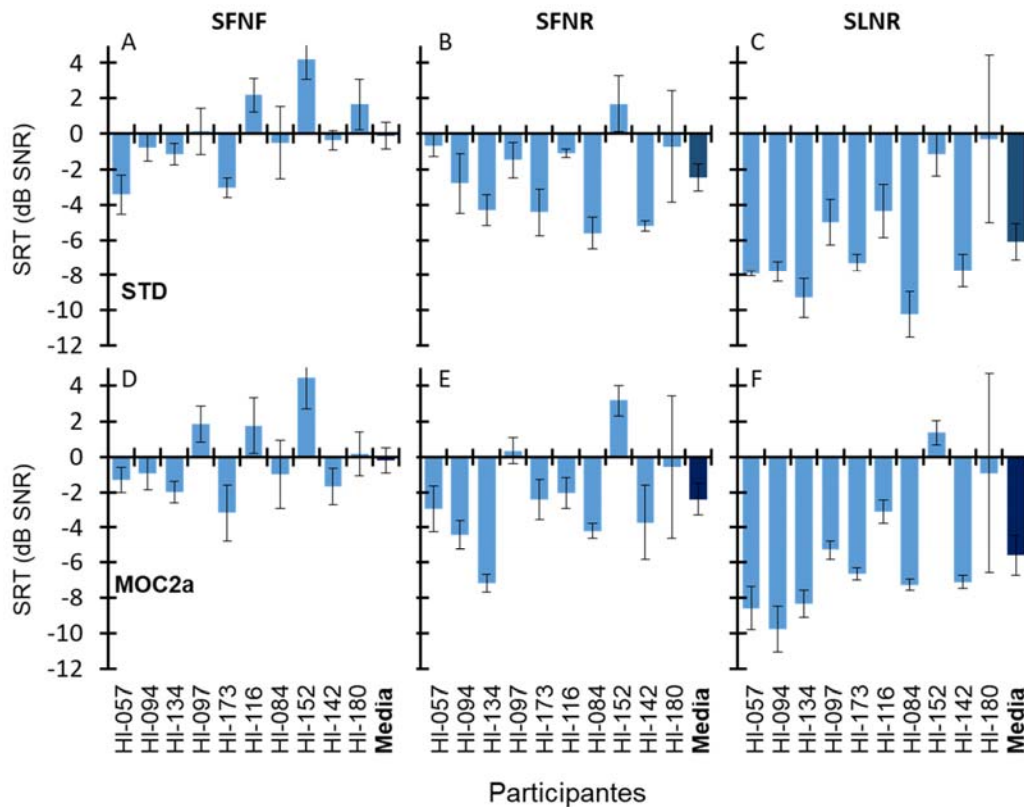 SFNF SFNR SLNR
A B C
4
2
0
-2
-4
-6
-8
-10
-12
SRT (dB SNR)
STD
D E F
4
2
0
-2
-4
-6
-8
-10
-12
SRT (dB SNR)
MOC2a
HI-057 HI-094 HI-134 HI-097 HI-173 HI-116 HI-084 HI-152 HI-142 HI-180 Media
HI-057 HI-094 HI-134 HI-097 HI-173 HI-116 HI-084 HI-152 HI-142 HI-180 Media
HI-057 HI-094 HI-134 HI-097 HI-173 HI-116 HI-084 HI-152 HI-142 HI-180 Media
Participantes